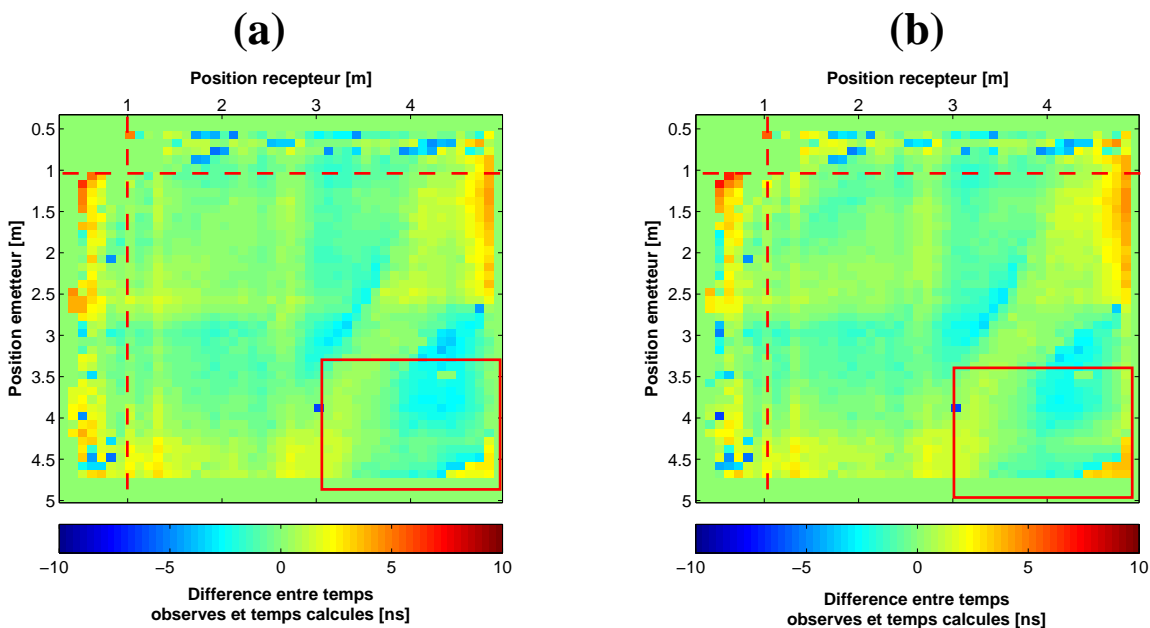 (a)
Position recepteur [m]
1 2 3 4
0.5
1
1.5
2
2.5
3
3.5
4
4.5
5
Position emetteur [m]
−10 −5 0 5 10
Difference entre temps
observes et temps calcules [ns]
(b)
Position recepteur [m]
1 2 3 4
0.5
1
1.5
2
2.5
3
3.5
4
4.5
5
Position emetteur [m]
−10 −5 0 5 10
Difference entre temps
observes et temps calcules [ns]